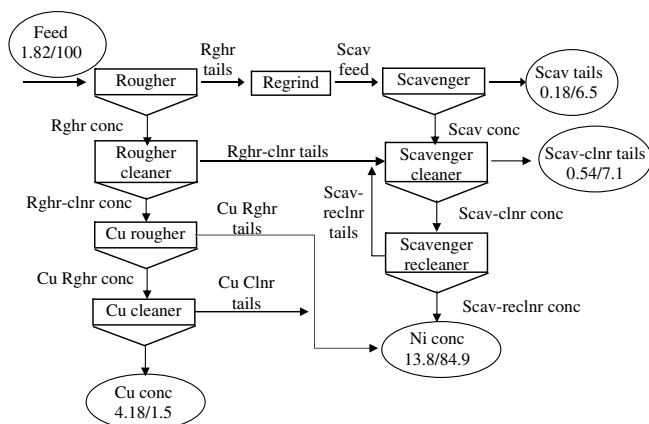 Feed
1.82/100
Rghr
tails
Scav
feed
Rougher
Regrind
Scavenger
Scav tails
0.18/6.5
Rghr conc
Scav conc
Rougher
cleaner
Rghr-clnr tails
Scavenger
cleaner
Scav-clnr tails
0.54/7.1
Rghr-clnr conc
Scav-
reclnr
tails
Scav-clnr conc
Cu rougher
Cu Rghr
tails
Scavenger
recleaner
Cu Rghr conc
Cu Clnr
tails
Cu cleaner
Scav-reclnr conc
Ni conc
13.8/84.9
Cu conc
4.18/1.5